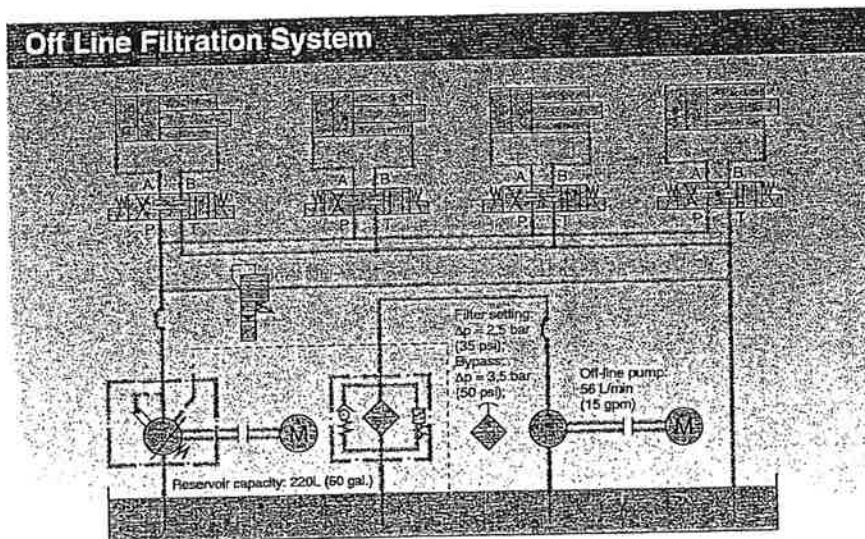 Off Line Filtration System
A B
A B
A B
A B
P T
P T
P T
P T
Filter setting:
Δp = 2,5 bar
(35 psi);
Bypass:
Δp = 3,5 bar
(50 psi);
Off-line pump:
56 L/min
(15 gpm)
M
M
Reservoir capacity: 220L (60 gal.)